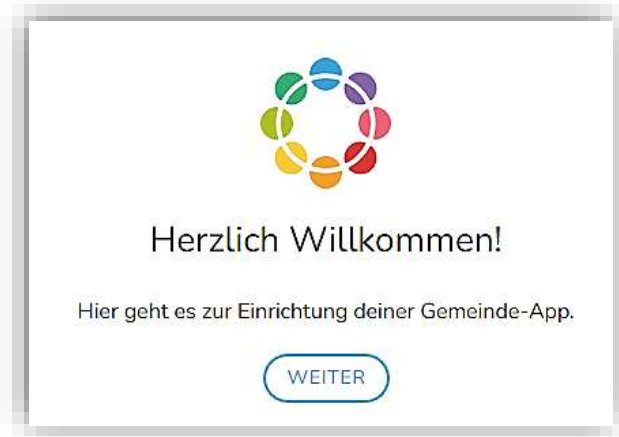 Herzlich Willkommen!
Hier geht es zur Einrichtung deiner Gemeinde-App.
WEITER